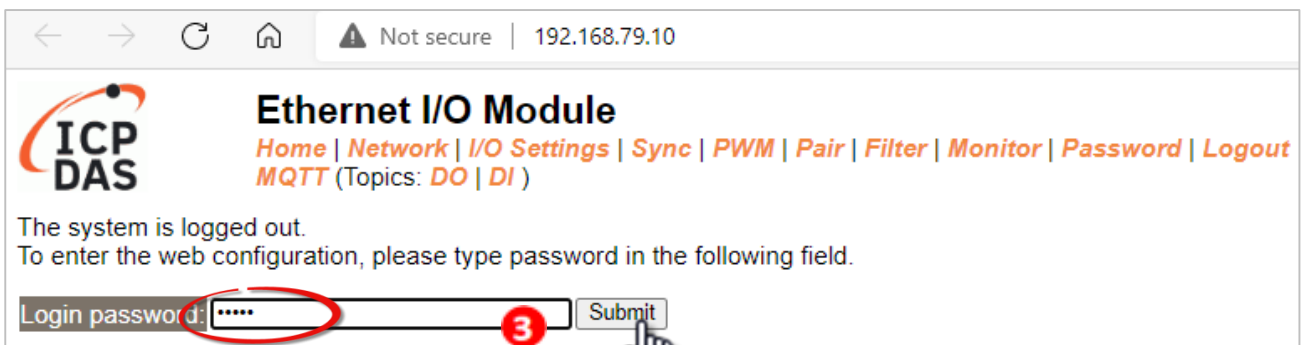 Not secure | 192.168.79.10
ICP DAS
Ethernet I/O Module
Home | Network | I/O Settings | Sync | PWM | Pair | Filter | Monitor | Password | Logout
MQTT (Topics: DO | DI )
The system is logged out.
To enter the web configuration, please type password in the following field.
Login password: ••••• 3 Submit